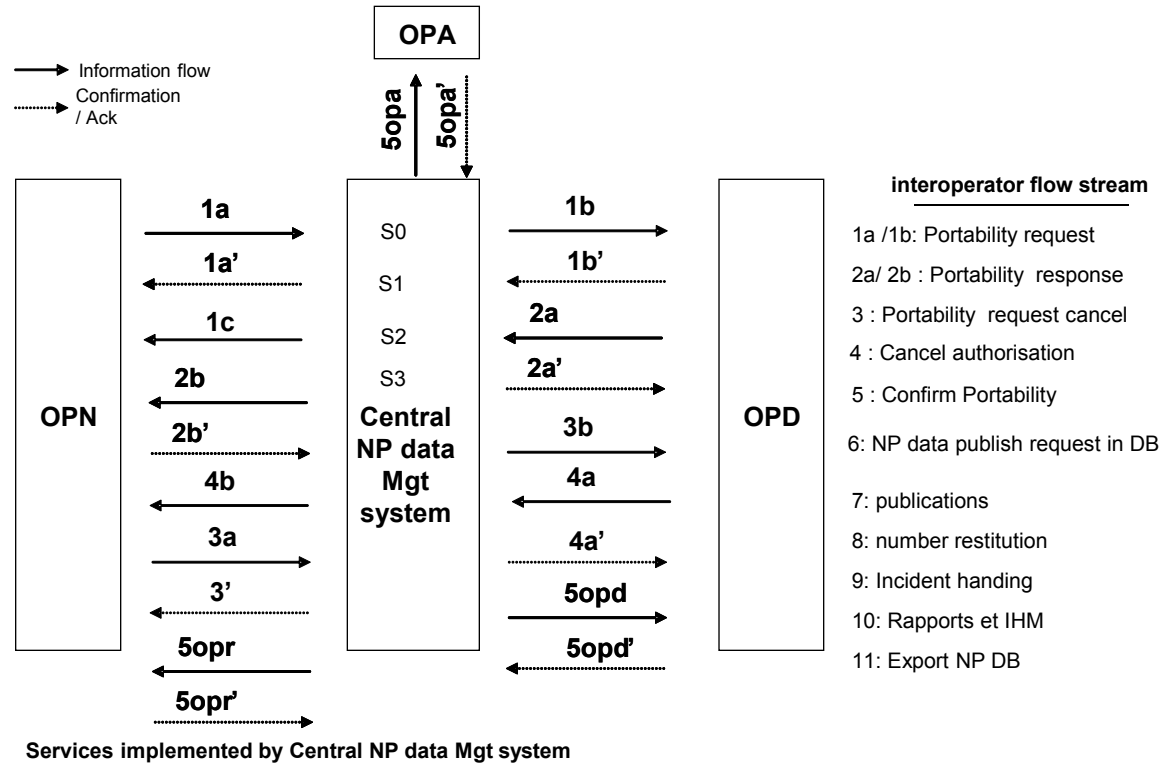 OPA
Information flow
Confirmation
/ Ack
5opa
5opa’
interoperator flow stream
1a
S0
1b
1a /1b: Portability request
1a’
S1
1b’
2a/ 2b : Portability response
1c
S2
2a
3 : Portability request cancel
2b
S3
2a’
4 : Cancel authorisation
OPN
Central
NP data
Mgt
system
OPD
5 : Confirm Portability
2b’
3b
6: NP data publish request in DB
4b
4a
7: publications
3a
4a’
8: number restitution
3’
5opd
9: Incident handing
10: Rapports et IHM
5opr
5opd’
11: Export NP DB
5opr’
Services implemented by Central NP data Mgt system